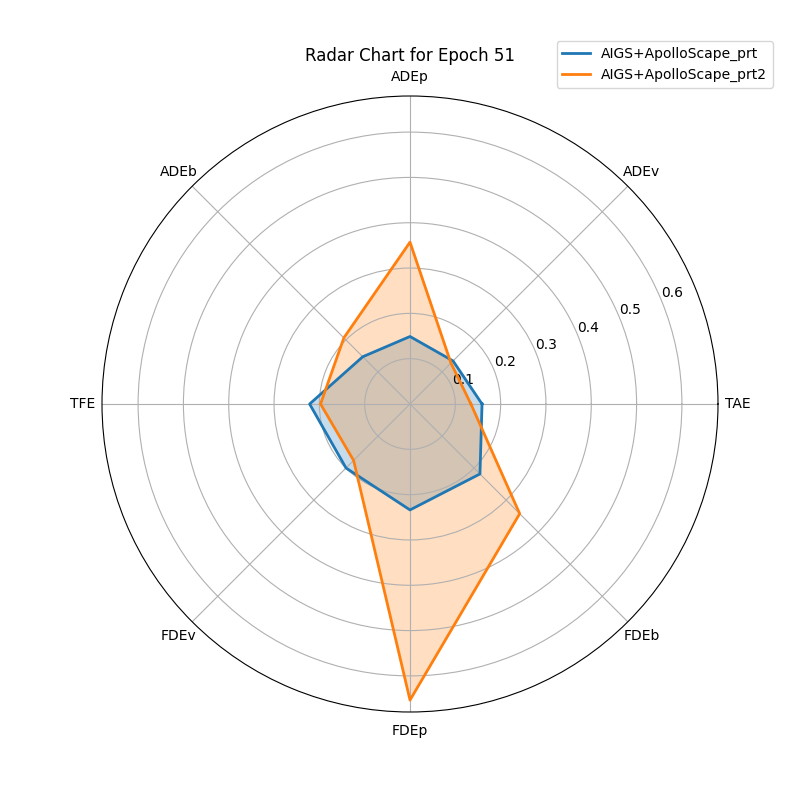 Radar Chart for Epoch 51
AIGS+ApolloScape_prt
AIGS+ApolloScape_prt2
ADEp
ADEb
ADEv
0.6
0.5
0.4
0.3
0.2
0.1
TFE
TAE
FDEv
FDEb
FDEp